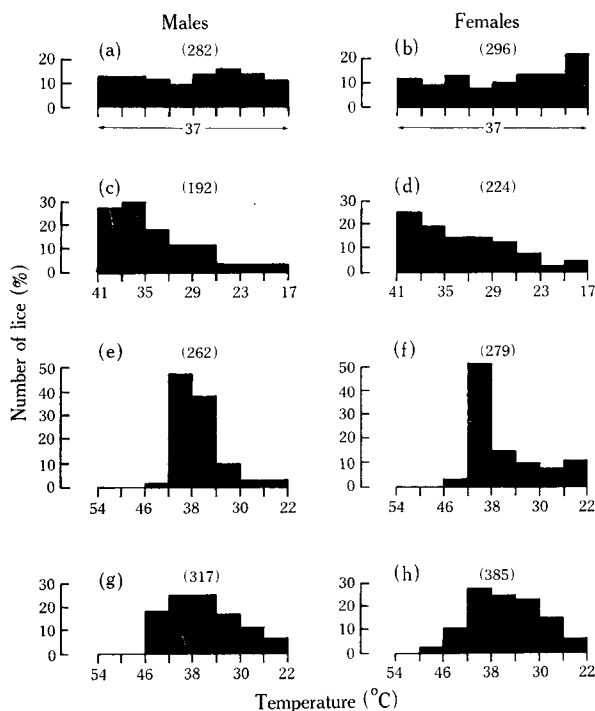 Males Females
(a) (282) (b) (296)
20 20
10 10
0 0
37 37
(c) (192) (d) (224)
30 30
20 20
10 10
0 0
41 35 29 23 17 41 35 29 23 17
(e) (262) (f) (279)
50 50
40 40
30 30
20 20
10 10
0 0
54 46 38 30 22 54 46 38 30 22
(g) (317) (h) (385)
30 30
20 20
10 10
0 0
54 46 38 30 22 54 46 38 30 22
Number of lice (%)
Temperature (°C)